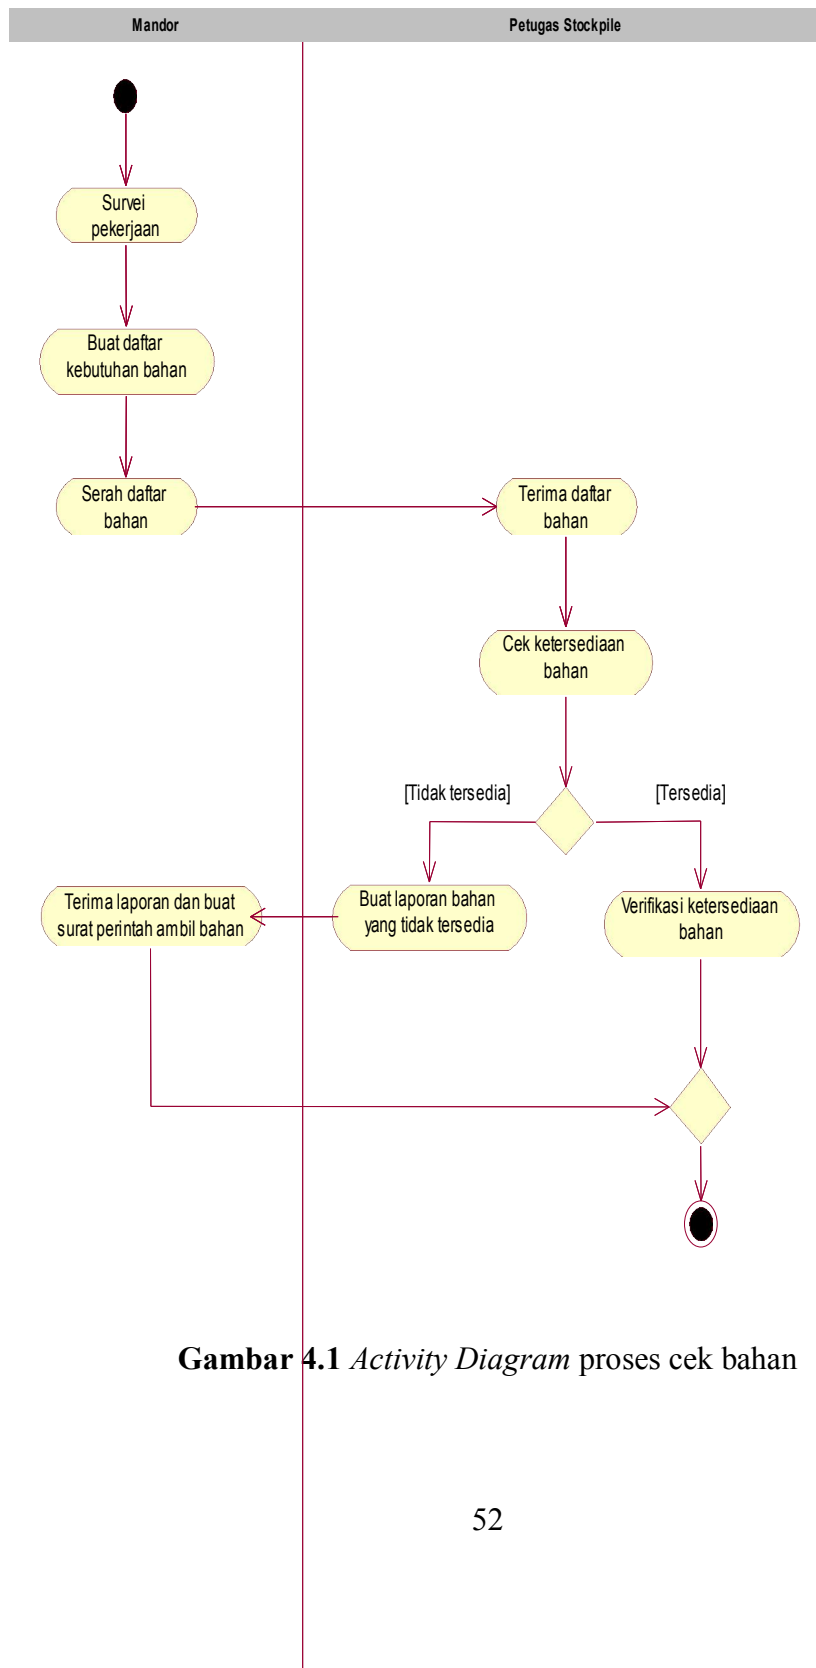 Mandor
Petugas Stockpile
Survei
pekerjaan
Buat daftar
kebutuhan bahan
Serah daftar
bahan
Terima daftar
bahan
Cek ketersediaan
bahan
[Tidak tersedia]
[Tersedia]
Terima laporan dan buat
surat perintah ambil bahan
Buat laporan bahan
yang tidak tersedia
Verifikasi ketersediaan
bahan
Gambar 4.1 Activity Diagram proses cek bahan
52